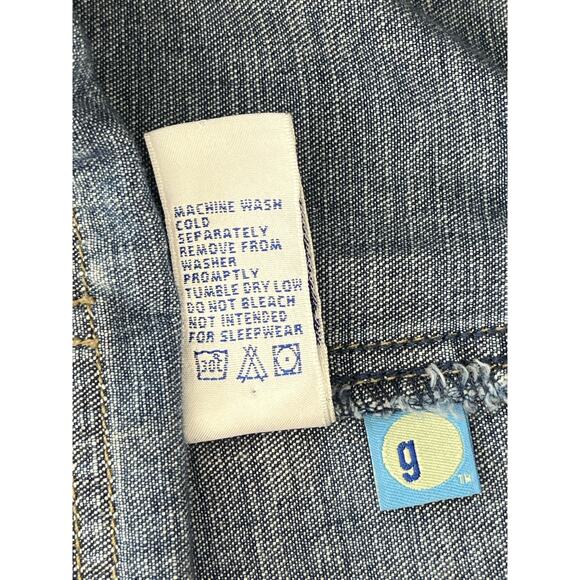 MACHINE WASH
COLD
SEPARATELY
REMOVE FROM
WASHER
PROMPTLY
TUMBLE DRY LOW
DO NOT BLEACH
NOT INTENDED
FOR SLEEPWEAR
30C
g
TM